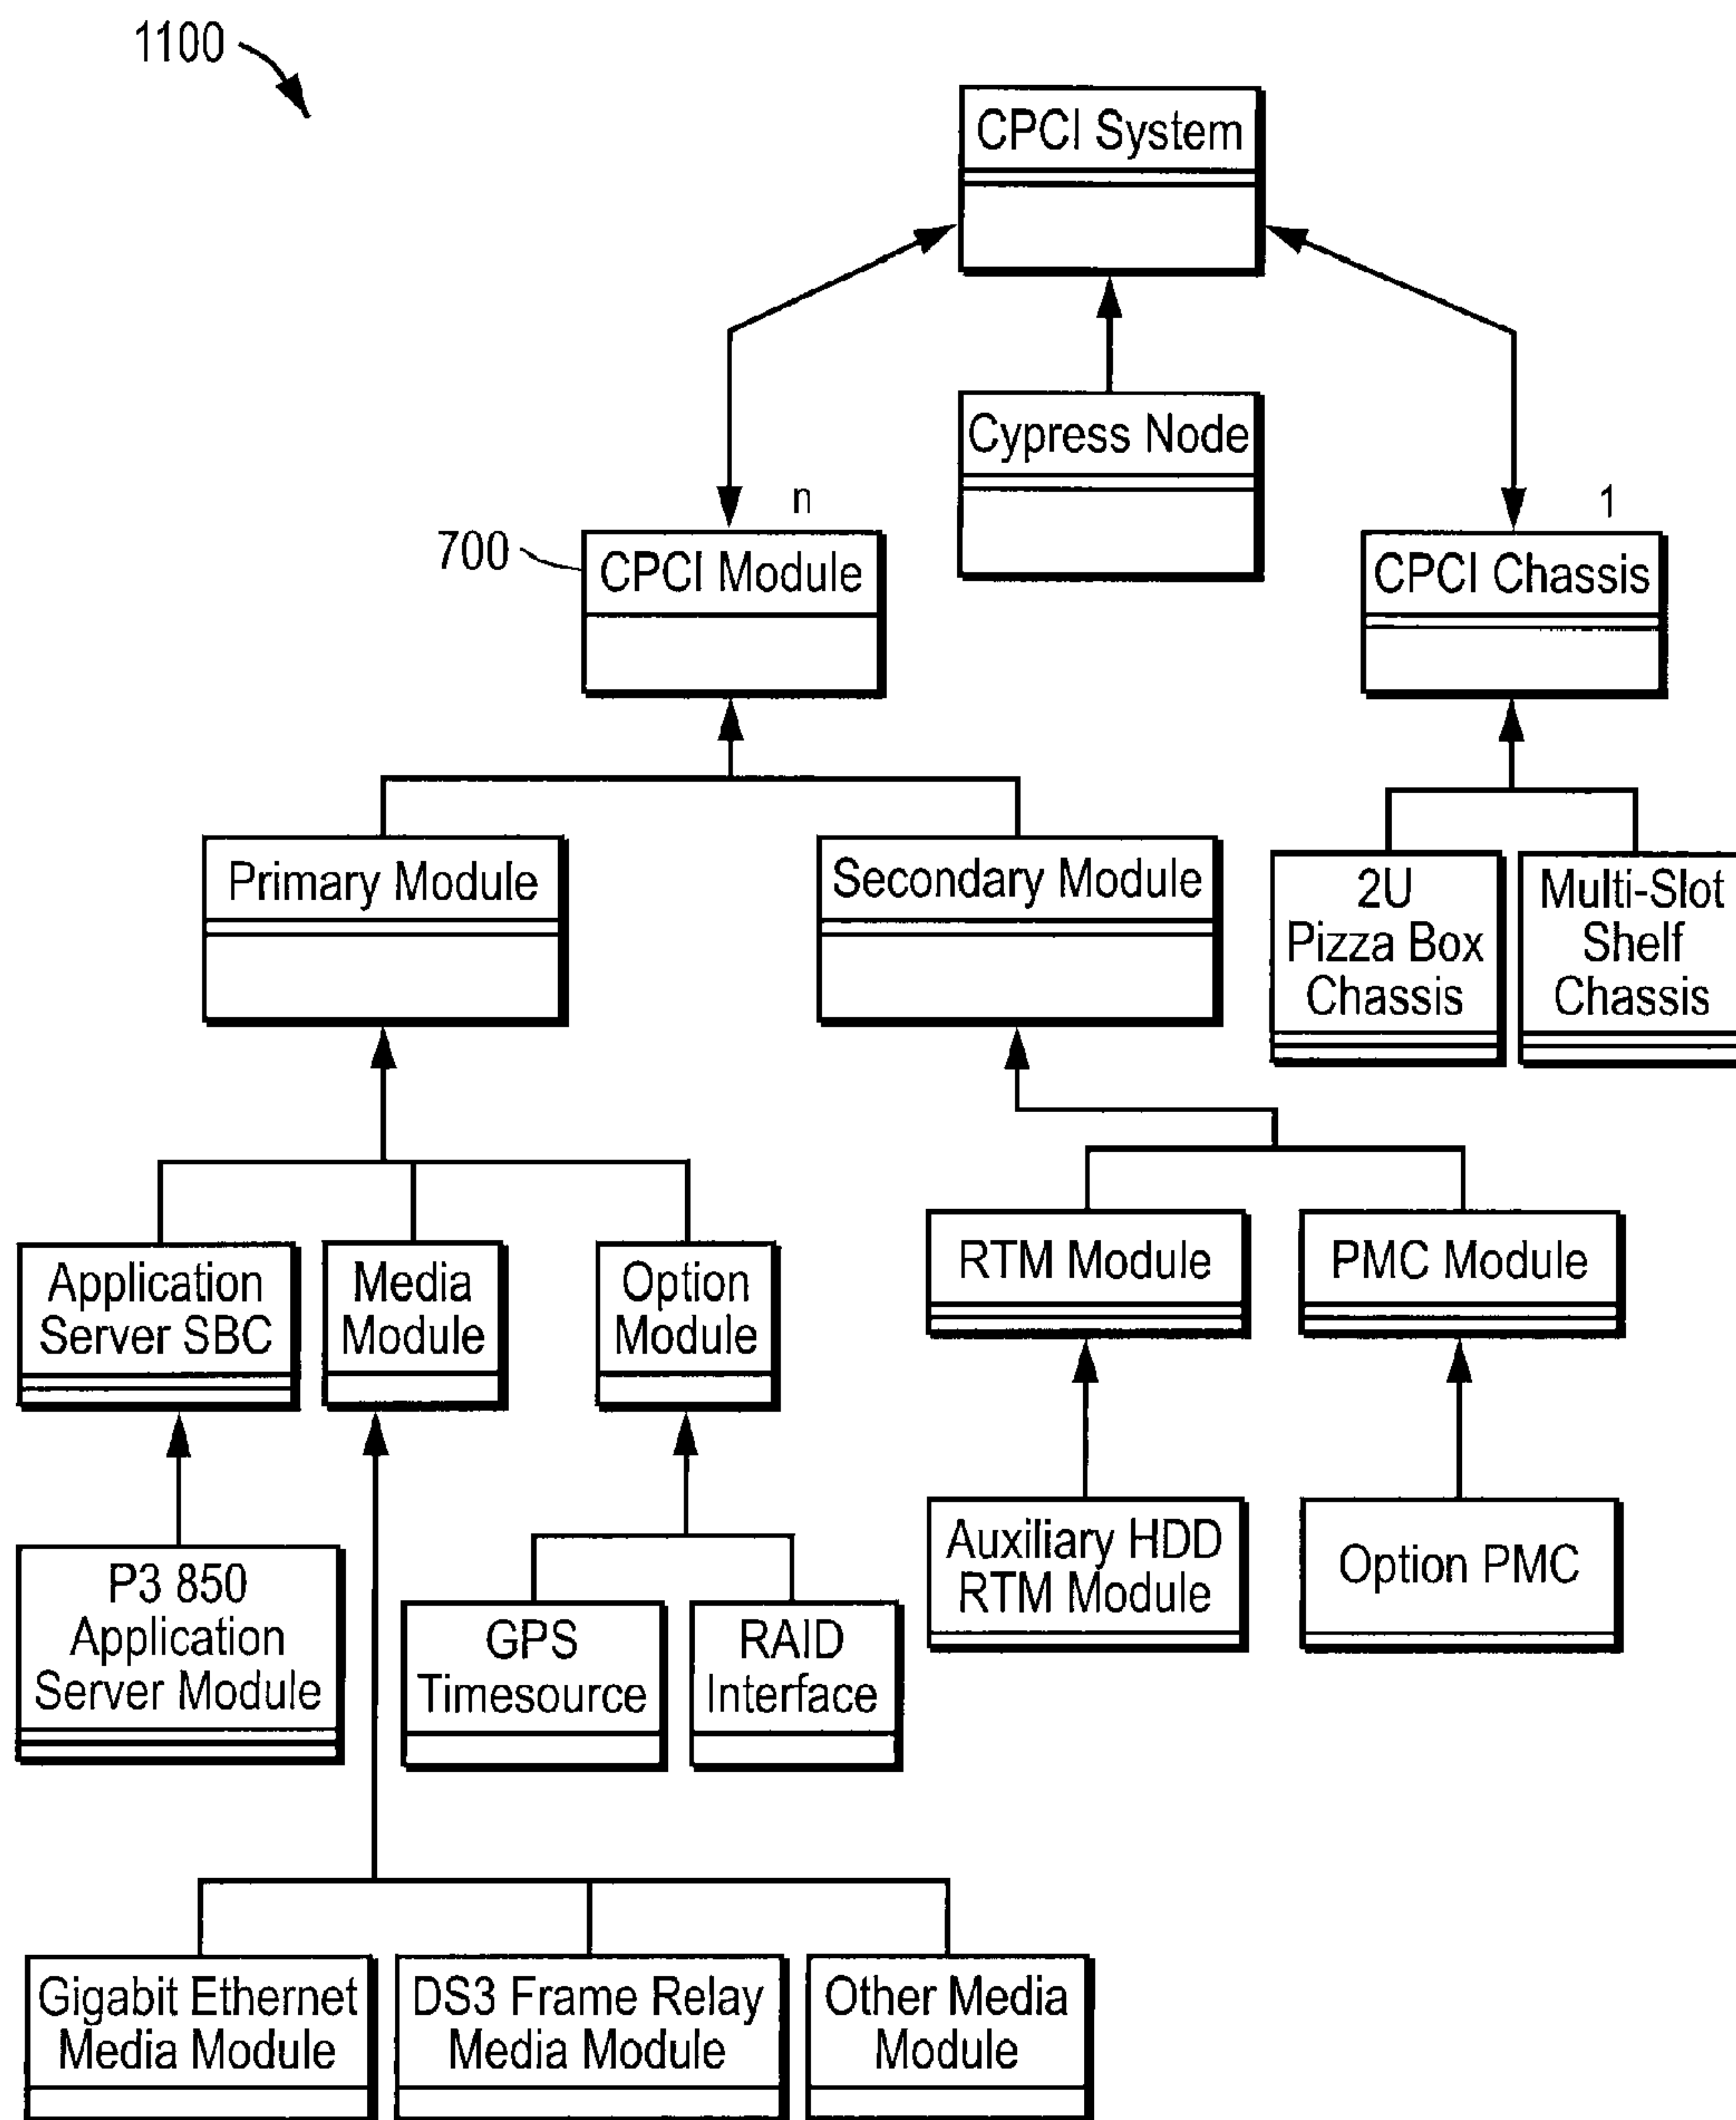 1100
CPCI System
Cypress Node
n
1
700
CPCI Module
CPCI Chassis
Primary Module
Secondary Module
2U
Pizza Box
Chassis
Multi-Slot
Shelf
Chassis
Application
Server SBC
Media
Module
Option
Module
RTM Module
PMC Module
P3 850
Application
Server Module
GPS
Timesource
RAID
Interface
Auxiliary HDD
RTM Module
Option PMC
Gigabit Ethernet
Media Module
DS3 Frame Relay
Media Module
Other Media
Module